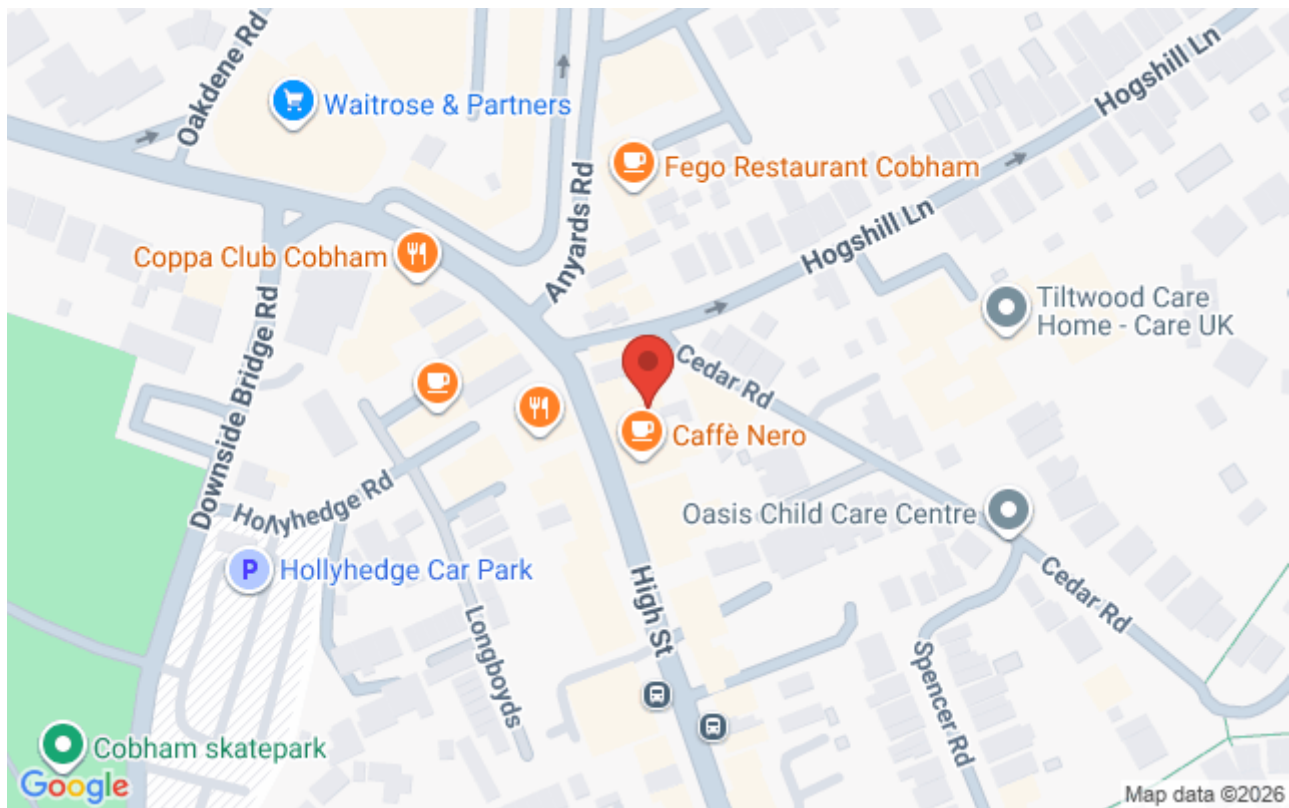 Oakdene Rd
Hogshill Ln
Waitrose & Partners
Fego Restaurant Cobham
Anyards Rd
Hogshill Ln
Coppa Club Cobham
Tiltwood Care
Home - Care UK
Downside Bridge Rd
Cedar Rd
Caffè Nero
Hollyhedge Rd
Oasis Child Care Centre
P
Hollyhedge Car Park
High St
Cedar Rd
Longboyds
Spencer Rd
Cobham skatepark
Google
Map data ©2026